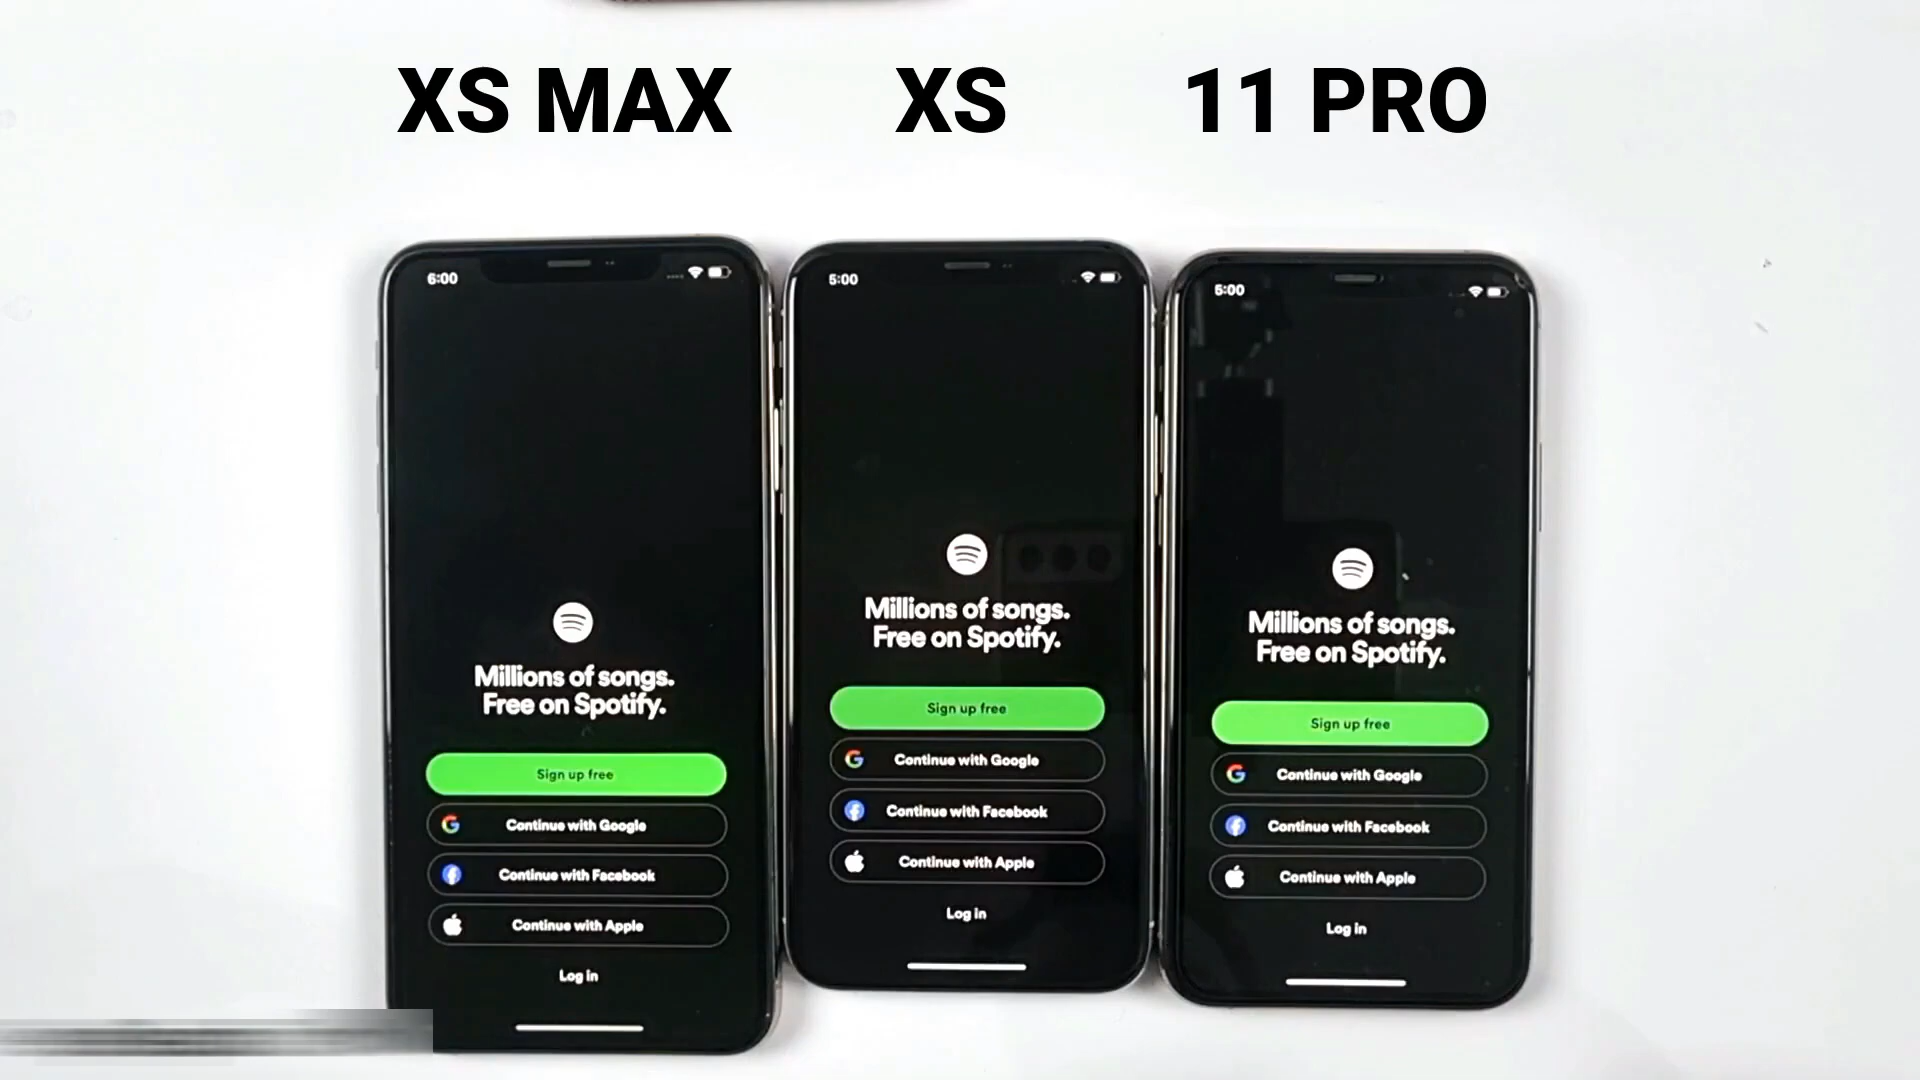 XS MAX
XS
11 PRO
6:00
Millions of songs.
Free on Spotify.
Sign up free
Continue with Google
Continue with Facebook
Continue with Apple
Log in
5:00
Millions of songs.
Free on Spotify.
Sign up free
Continue with Google
Continue with Facebook
Continue with Apple
Log in
5:00
Millions of songs.
Free on Spotify.
Sign up free
Continue with Google
Continue with Facebook
Continue with Apple
Log in